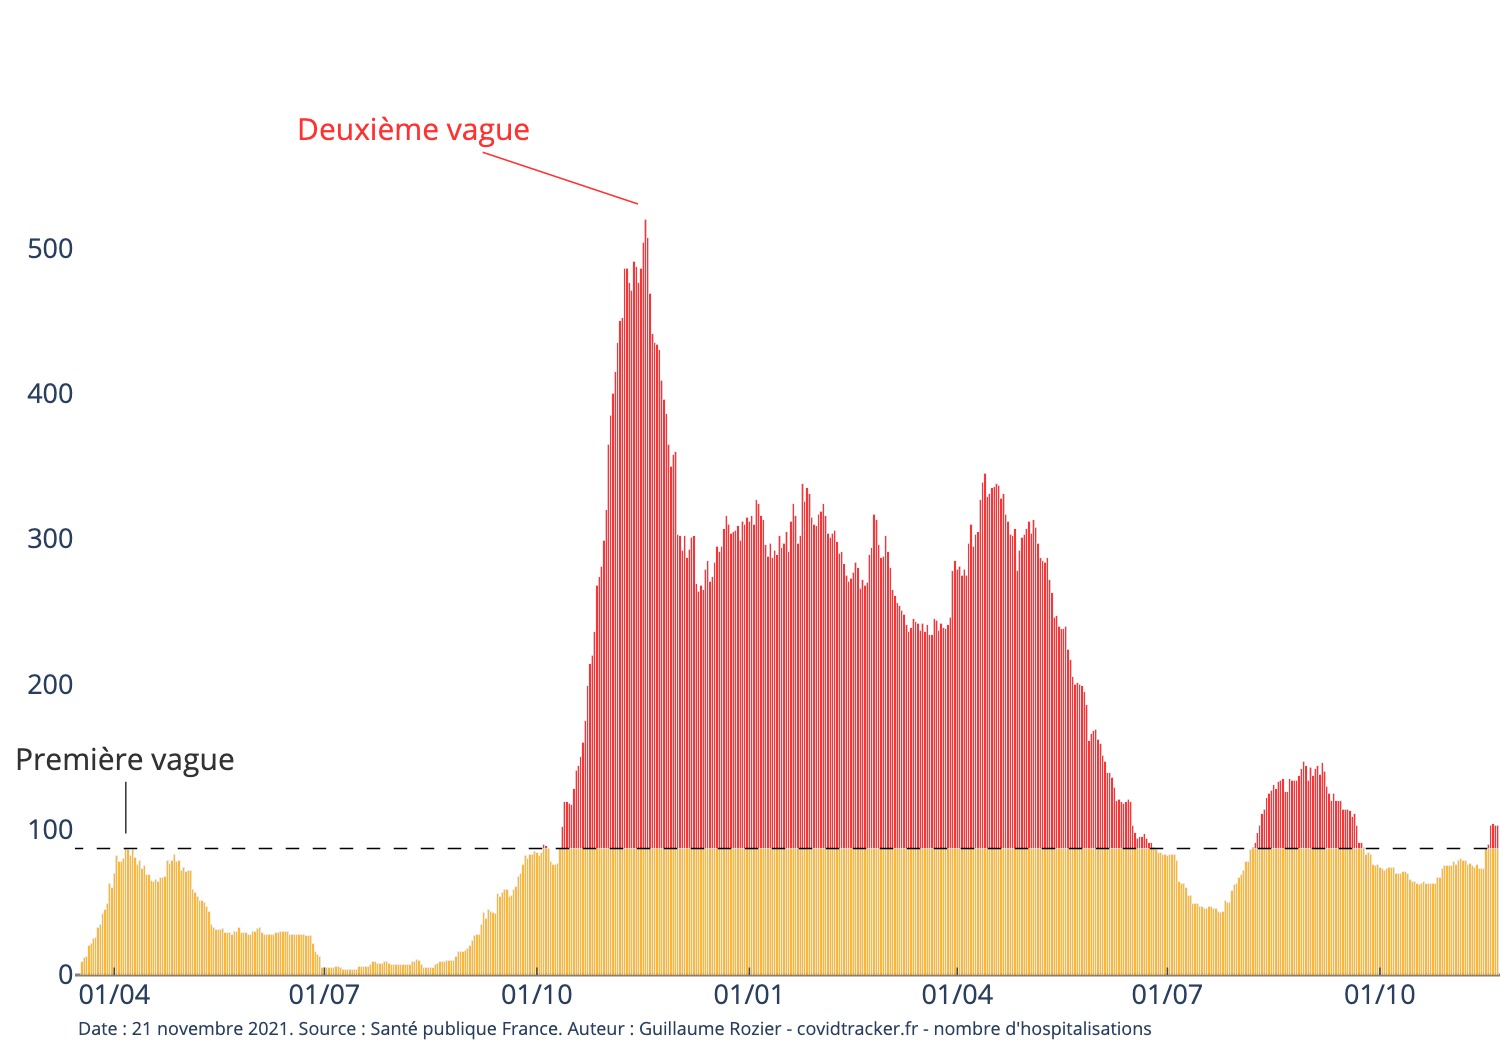 Deuxième vague
500
400
300
200
Première vague
100
0
01/04 01/07 01/10 01/01 01/04 01/07 01/10
Date : 21 novembre 2021. Source : Santé publique France. Auteur : Guillaume Rozier - covidtracker.fr - nombre d'hospitalisations